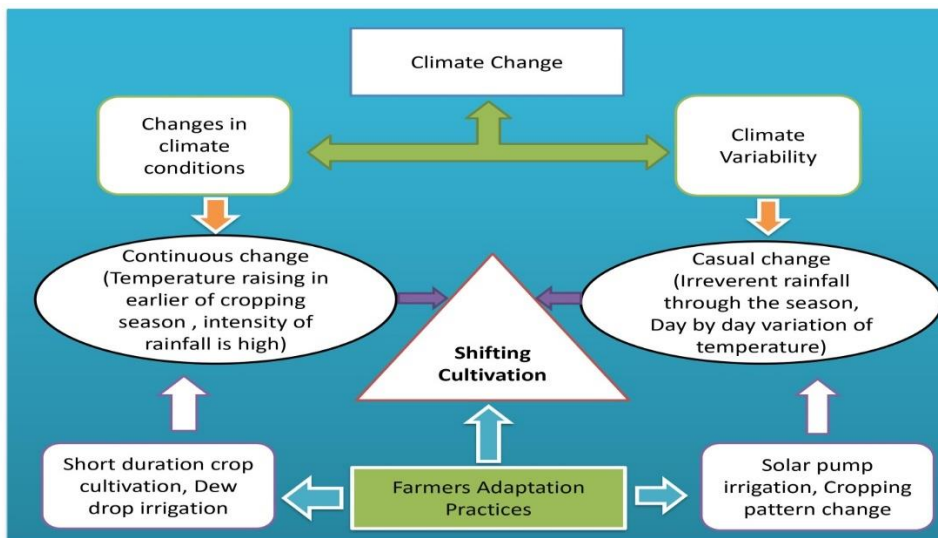 Climate Change
Changes in
climate
conditions
Climate
Variability
Continuous change
(Temperature raising in
earlier of cropping
season , intensity of
rainfall is high)
Casual change
(Irreverent rainfall
through the season,
Day by day variation of
temperature)
Shifting
Cultivation
Short duration crop
cultivation, Dew
drop irrigation
Farmers Adaptation
Practices
Solar pump
irrigation, Cropping
pattern change